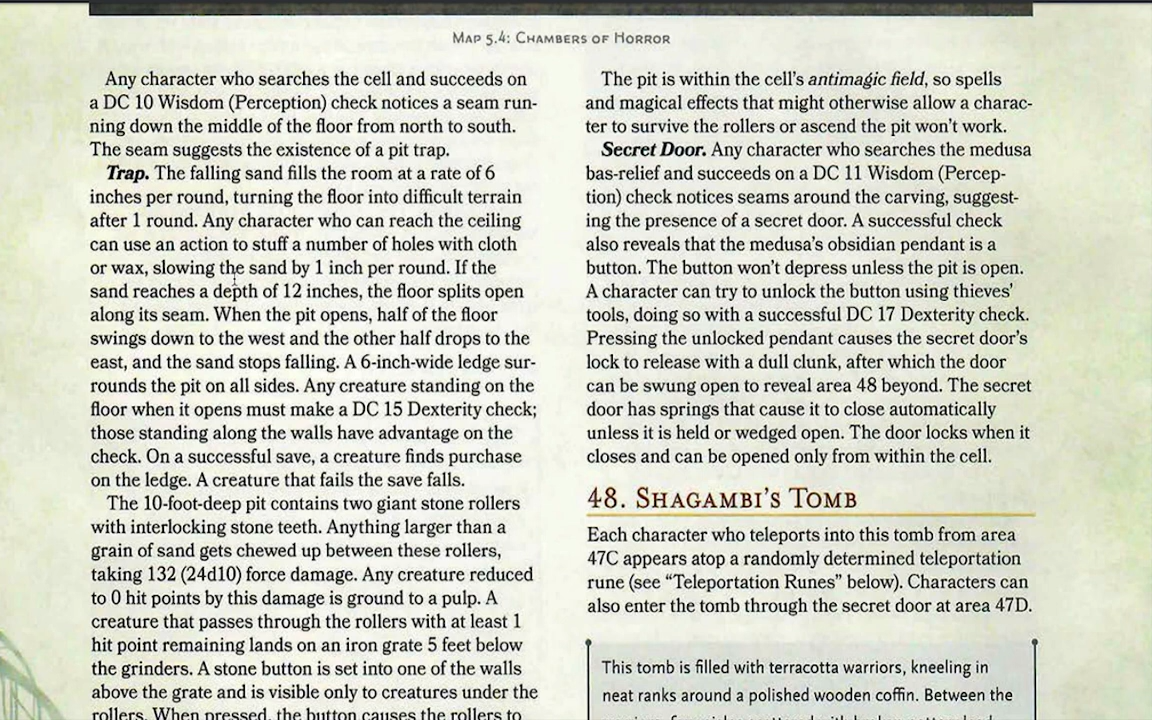 Map 5.4: Chambers of Horror
Any character who searches the cell and succeeds on
a DC 10 Wisdom (Perception) check notices a seam run-
ning down the middle of the floor from north to south.
The seam suggests the existence of a pit trap.
Trap. The falling sand fills the room at a rate of 6
inches per round, turning the floor into difficult terrain
after 1 round. Any character who can reach the ceiling
can use an action to stuff a number of holes with cloth
or wax, slowing the sand by 1 inch per round. If the
sand reaches a depth of 12 inches, the floor splits open
along its seam. When the pit opens, half of the floor
swings down to the west and the other half drops to the
east, and the sand stops falling. A 6-inch-wide ledge sur-
rounds the pit on all sides. Any creature standing on the
floor when it opens must make a DC 15 Dexterity check;
those standing along the walls have advantage on the
check. On a successful save, a creature finds purchase
on the ledge. A creature that fails the save falls.
The 10-foot-deep pit contains two giant stone rollers
with interlocking stone teeth. Anything larger than a
grain of sand gets chewed up between these rollers,
taking 132 (24d10) force damage. Any creature reduced
to 0 hit points by this damage is ground to a pulp. A
creature that passes through the rollers with at least 1
hit point remaining lands on an iron grate 5 feet below
the grinders. A stone button is set into one of the walls
above the grate and is visible only to creatures under the
rollers. When pressed, the button causes the rollers to
The pit is within the cell's antimagic field, so spells
and magical effects that might otherwise allow a charac-
ter to survive the rollers or ascend the pit won't work.
Secret Door. Any character who searches the medusa
bas-relief and succeeds on a DC 11 Wisdom (Percep-
tion) check notices seams around the carving, suggest-
ing the presence of a secret door. A successful check
also reveals that the medusa's obsidian pendant is a
button. The button won't depress unless the pit is open.
A character can try to unlock the button using thieves'
tools, doing so with a successful DC 17 Dexterity check.
Pressing the unlocked pendant causes the secret door's
lock to release with a dull clunk, after which the door
can be swung open to reveal area 48 beyond. The secret
door has springs that cause it to close automatically
unless it is held or wedged open. The door locks when it
closes and can be opened only from within the cell.
48. Shagambi's Tomb
Each character who teleports into this tomb from area
47C appears atop a randomly determined teleportation
rune (see “Teleportation Runes” below). Characters can
also enter the tomb through the secret door at area 47D.
This tomb is filled with terracotta warriors, kneeling in
neat ranks around a polished wooden coffin. Between the